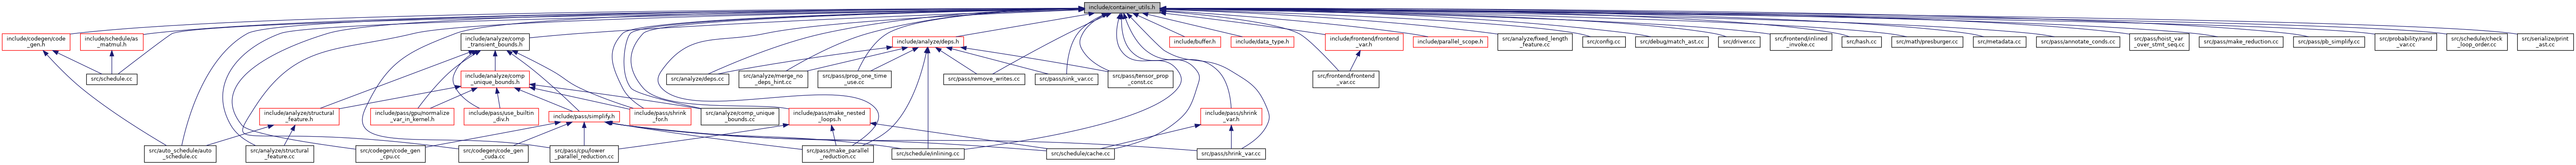 include/container_utils.h
include/codegen/code
_gen.h
include/schedule/as
_matmul.h
include/analyze/comp
_transient_bounds.h
include/analyze/deps.h
include/buffer.h
include/data_type.h
include/frontend/frontend
_var.h
include/parallel_scope.h
src/analyze/fixed_length
_feature.cc
src/config.cc
src/debug/match_ast.cc
src/driver.cc
src/frontend/inlined
_invoke.cc
src/hash.cc
src/math/presburger.cc
src/metadata.cc
src/pass/annotate_conds.cc
src/pass/hoist_var
_over_stmt_seq.cc
src/pass/make_reduction.cc
src/pass/pb_simplify.cc
src/probability/rand
_var.cc
src/schedule/check
_loop_order.cc
src/serialize/print
_ast.cc
src/schedule.cc
include/analyze/comp
_unique_bounds.h
src/analyze/deps.cc
src/analyze/merge_no
_deps_hint.cc
src/pass/prop_one_time
_use.cc
src/pass/remove_writes.cc
src/pass/sink_var.cc
src/pass/tensor_prop
_const.cc
src/frontend/frontend
_var.cc
include/analyze/structural
_feature.h
include/pass/gpu/normalize
_var_in_kernel.h
include/pass/use_builtin
_div.h
include/pass/simplify.h
include/pass/shrink
_for.h
src/analyze/comp_unique
_bounds.cc
include/pass/make_nested
_loops.h
include/pass/shrink
_var.h
src/auto_schedule/auto
_schedule.cc
src/analyze/structural
_feature.cc
src/codegen/code_gen
_cpu.cc
src/codegen/code_gen
_cuda.cc
src/pass/cpu/lower
_parallel_reduction.cc
src/pass/make_parallel
_reduction.cc
src/schedule/inlining.cc
src/schedule/cache.cc
src/pass/shrink_var.cc